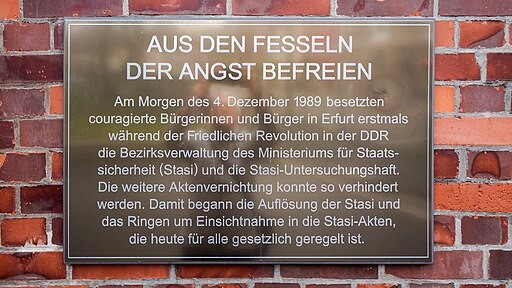 AUS DEN FESSELN
DER ANGST BEFREIEN
Am Morgen des 4. Dezember 1989 besetzten
couragierte Bürgerinnen und Bürger in Erfurt erstmals
während der Friedlichen Revolution in der DDR
die Bezirksverwaltung des Ministeriums für Staats-
sicherheit (Stasi) und die Stasi-Untersuchungshaft.
Die weitere Aktenvernichtung konnte so verhindert
werden. Damit begann die Auflösung der Stasi und
das Ringen um Einsichtnahme in die Stasi-Akten,
die heute für alle gesetzlich geregelt ist.